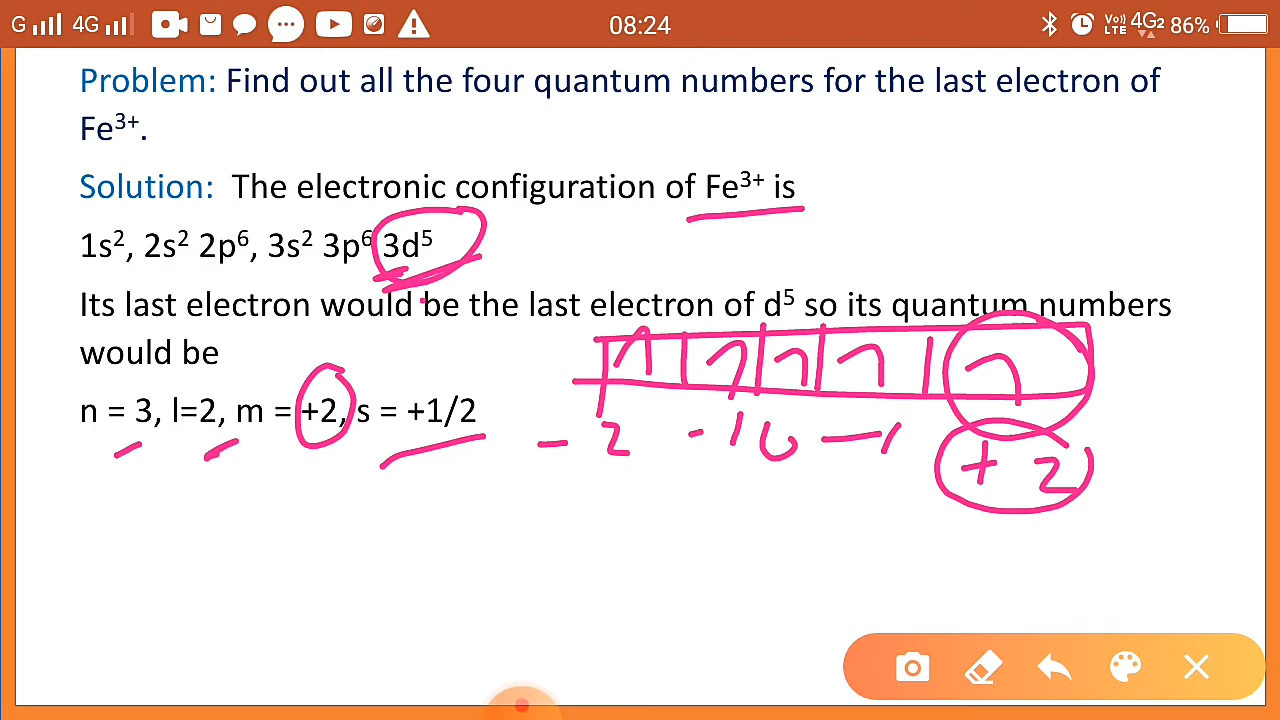 G 4G 08:24 Vo) LTE 4G2 86%
Problem: Find out all the four quantum numbers for the last electron of
Fe³⁺.
Solution: The electronic configuration of Fe³⁺ is
1s², 2s² 2p⁶, 3s² 3p⁶ 3d⁵
Its last electron would be the last electron of d⁵ so its quantum numbers
would be
n = 3, l=2, m = +2, s = +1/2
- 2 -1 0 -1 + 2